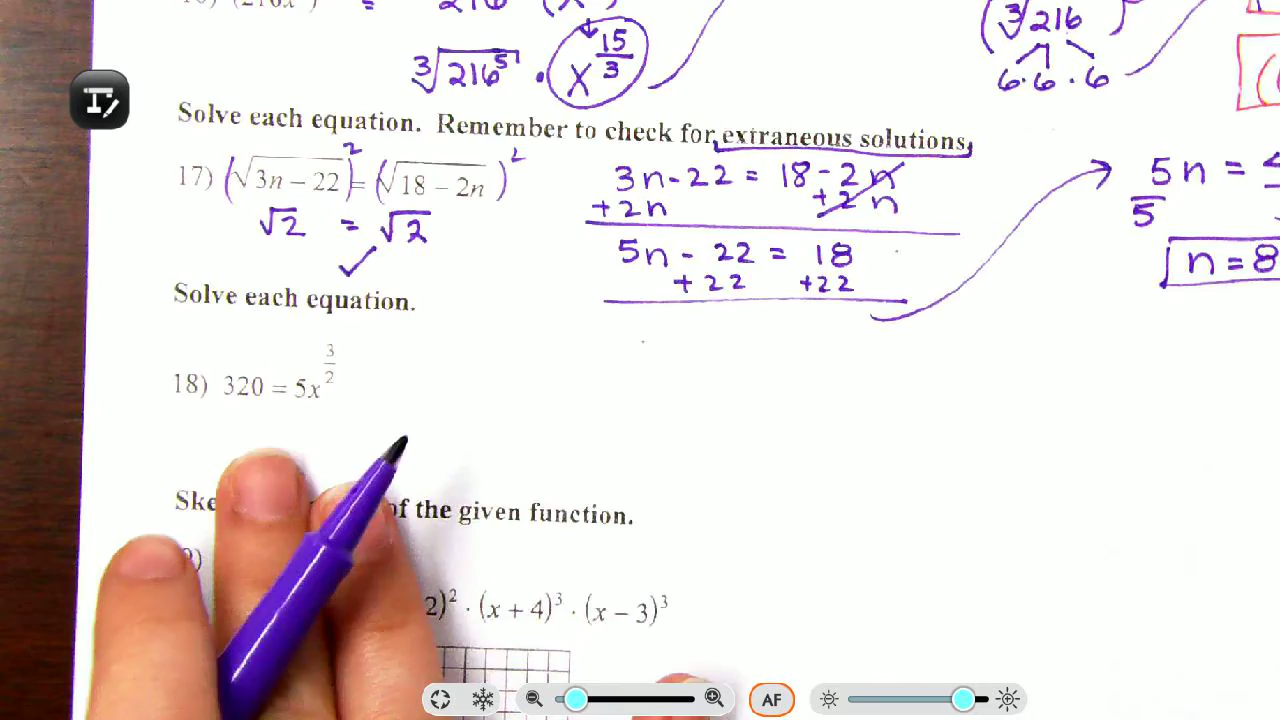 ∛216⁵ · x^(15/3)
(∛216
6·6·6
Solve each equation. Remember to check for extraneous solutions.
17) (√3n − 22)² = (√18 − 2n)²
√2 = √2 ✓
3n - 22 = 18 - 2n
+2n +2n
5n - 22 = 18
+22 +22
5n =
5
n = 8
Solve each equation.
18) 320 = 5x^(3/2)
of the given function.
2)² · (x + 4)³ · (x − 3)³
AF